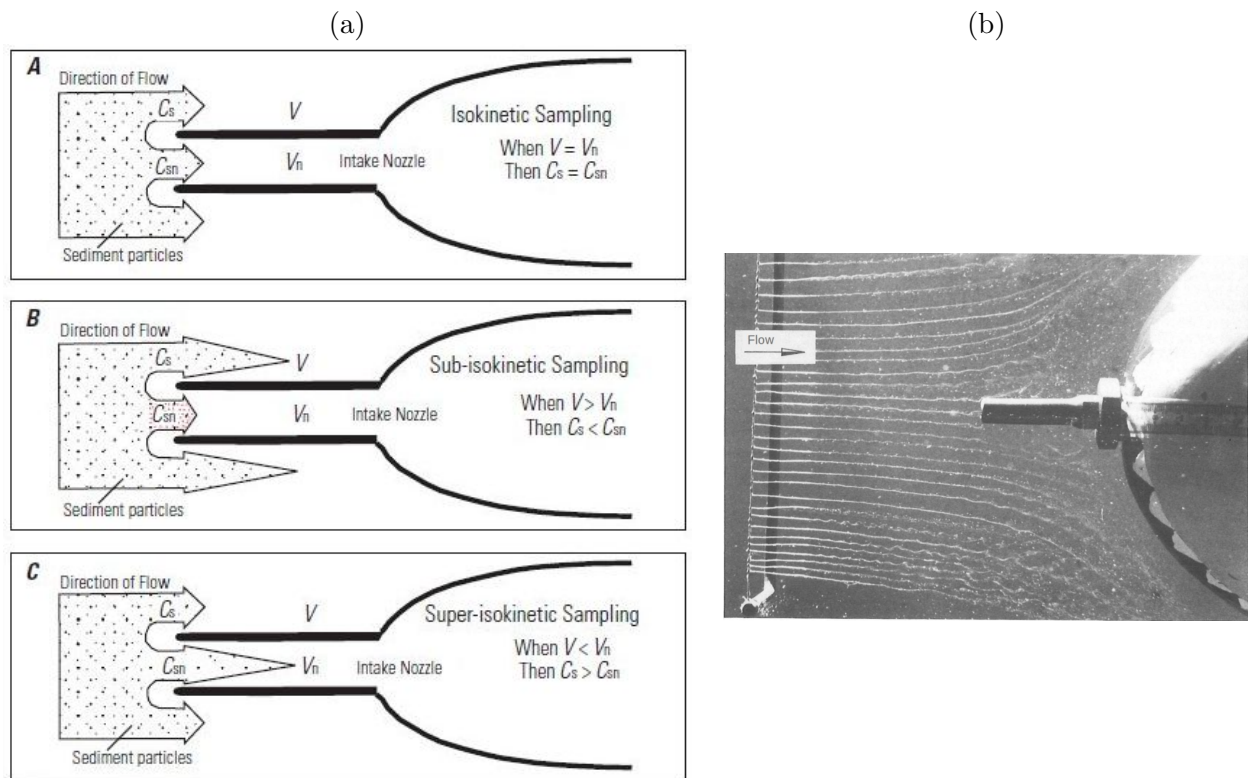 (a)
A
Direction of Flow
Cs
V
Csn
Vn
Intake Nozzle
Sediment particles
Isokinetic Sampling
When V = Vn
Then Cs = Csn
B
Direction of Flow
Cs
V
Csn
Vn
Intake Nozzle
Sediment particles
Sub-isokinetic Sampling
When V > Vn
Then Cs < Csn
C
Direction of Flow
Cs
V
Csn
Vn
Intake Nozzle
Sediment particles
Super-isokinetic Sampling
When V < Vn
Then Cs > Csn
(b)
Flow